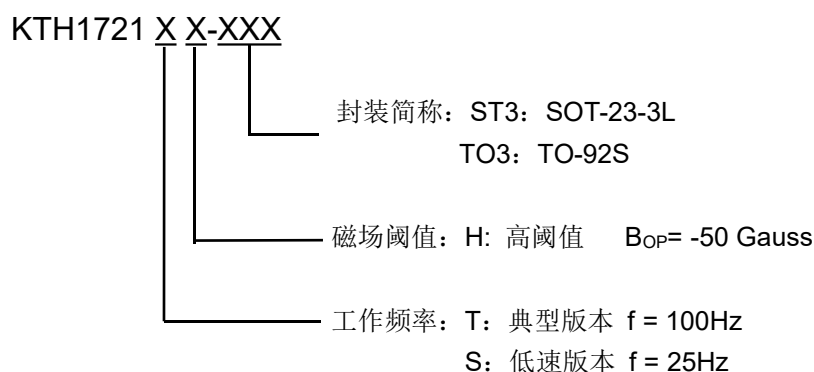 KTH1721 X X-XXX
封装简称：ST3：SOT-23-3L
TO3：TO-92S
磁场阈值：H: 高阈值 BOP= -50 Gauss
工作频率：T：典型版本 f = 100Hz
S：低速版本 f = 25Hz